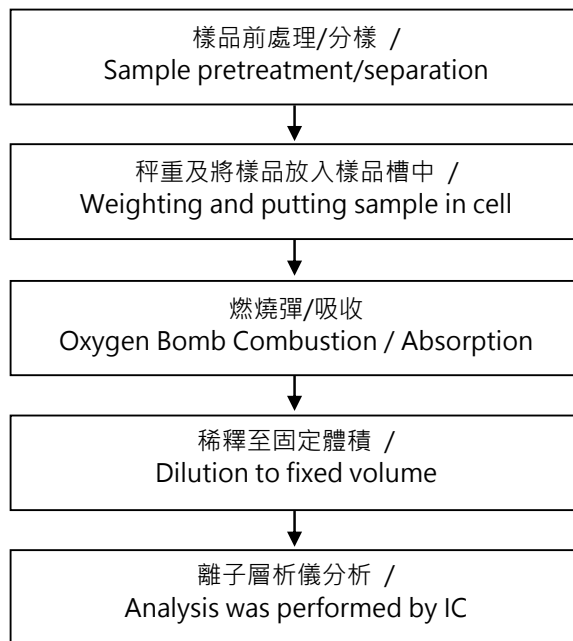 樣品前處理/分樣 /
Sample pretreatment/separation
秤重及將樣品放入樣品槽中 /
Weighting and putting sample in cell
燃燒彈/吸收
Oxygen Bomb Combustion / Absorption
稀釋至固定體積 /
Dilution to fixed volume
離子層析儀分析 /
Analysis was performed by IC